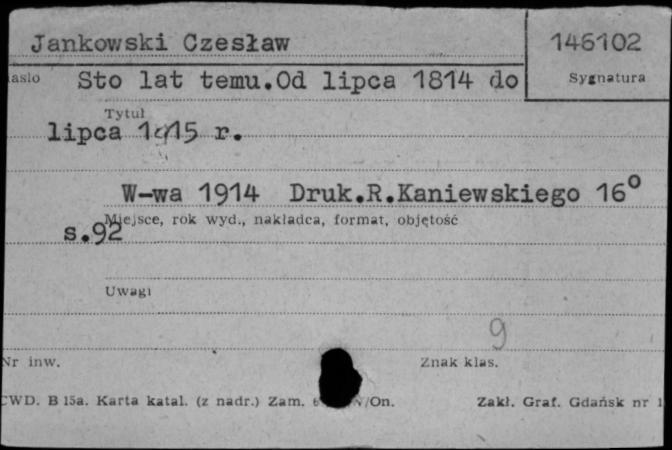 Jankowski Czesław
146102
asło Sto lat temu.Od lipca 1814 do
Sygnatura
Tytuł
lipca 1915 r.
W-wa 1914 Druk.R.Kaniewskiego 16°
Miejsce, rok wyd., nakładca, format, objętość
s.92
Uwagi
9
Nr inw.
Znak klas.
CWD. B 15a. Karta katal. (z nadr.) Zam. /On.
Zakł. Graf. Gdańsk nr 1